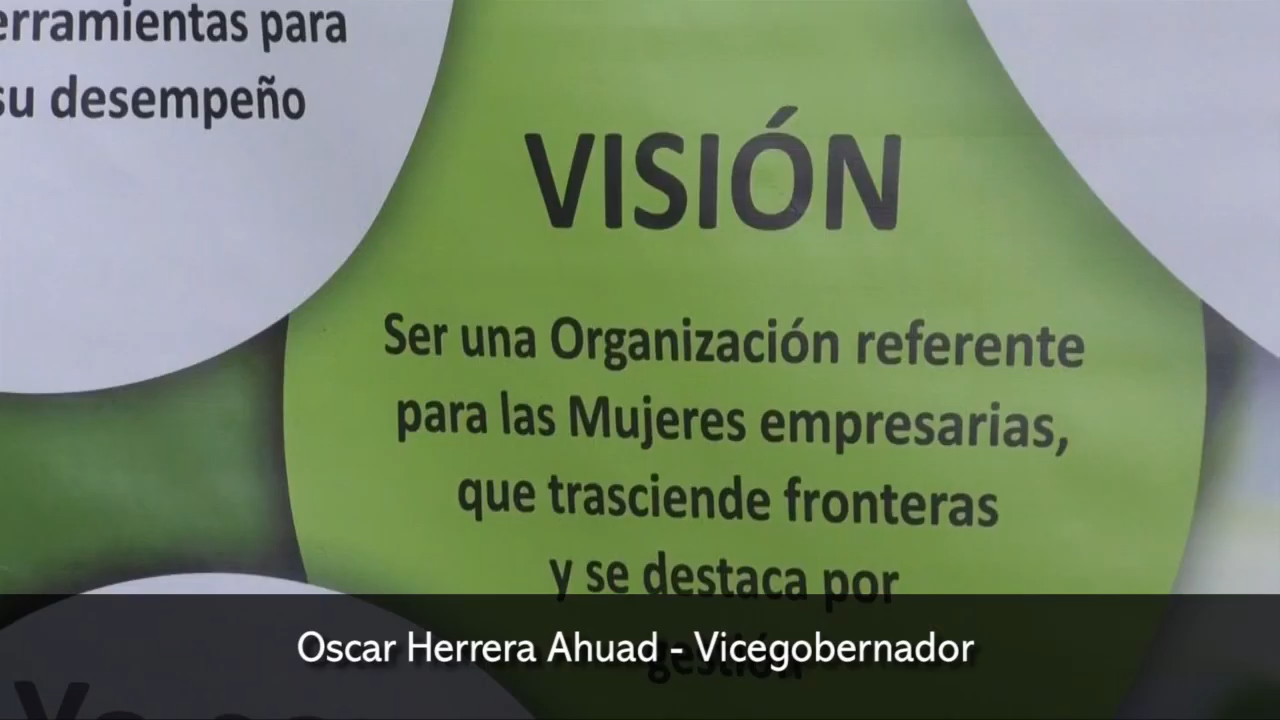 erramientas para
su desempeño
VISIÓN
Ser una Organización referente
para las Mujeres empresarias,
que trasciende fronteras
y se destaca por
gestión
Oscar Herrera Ahuad - Vicegobernador